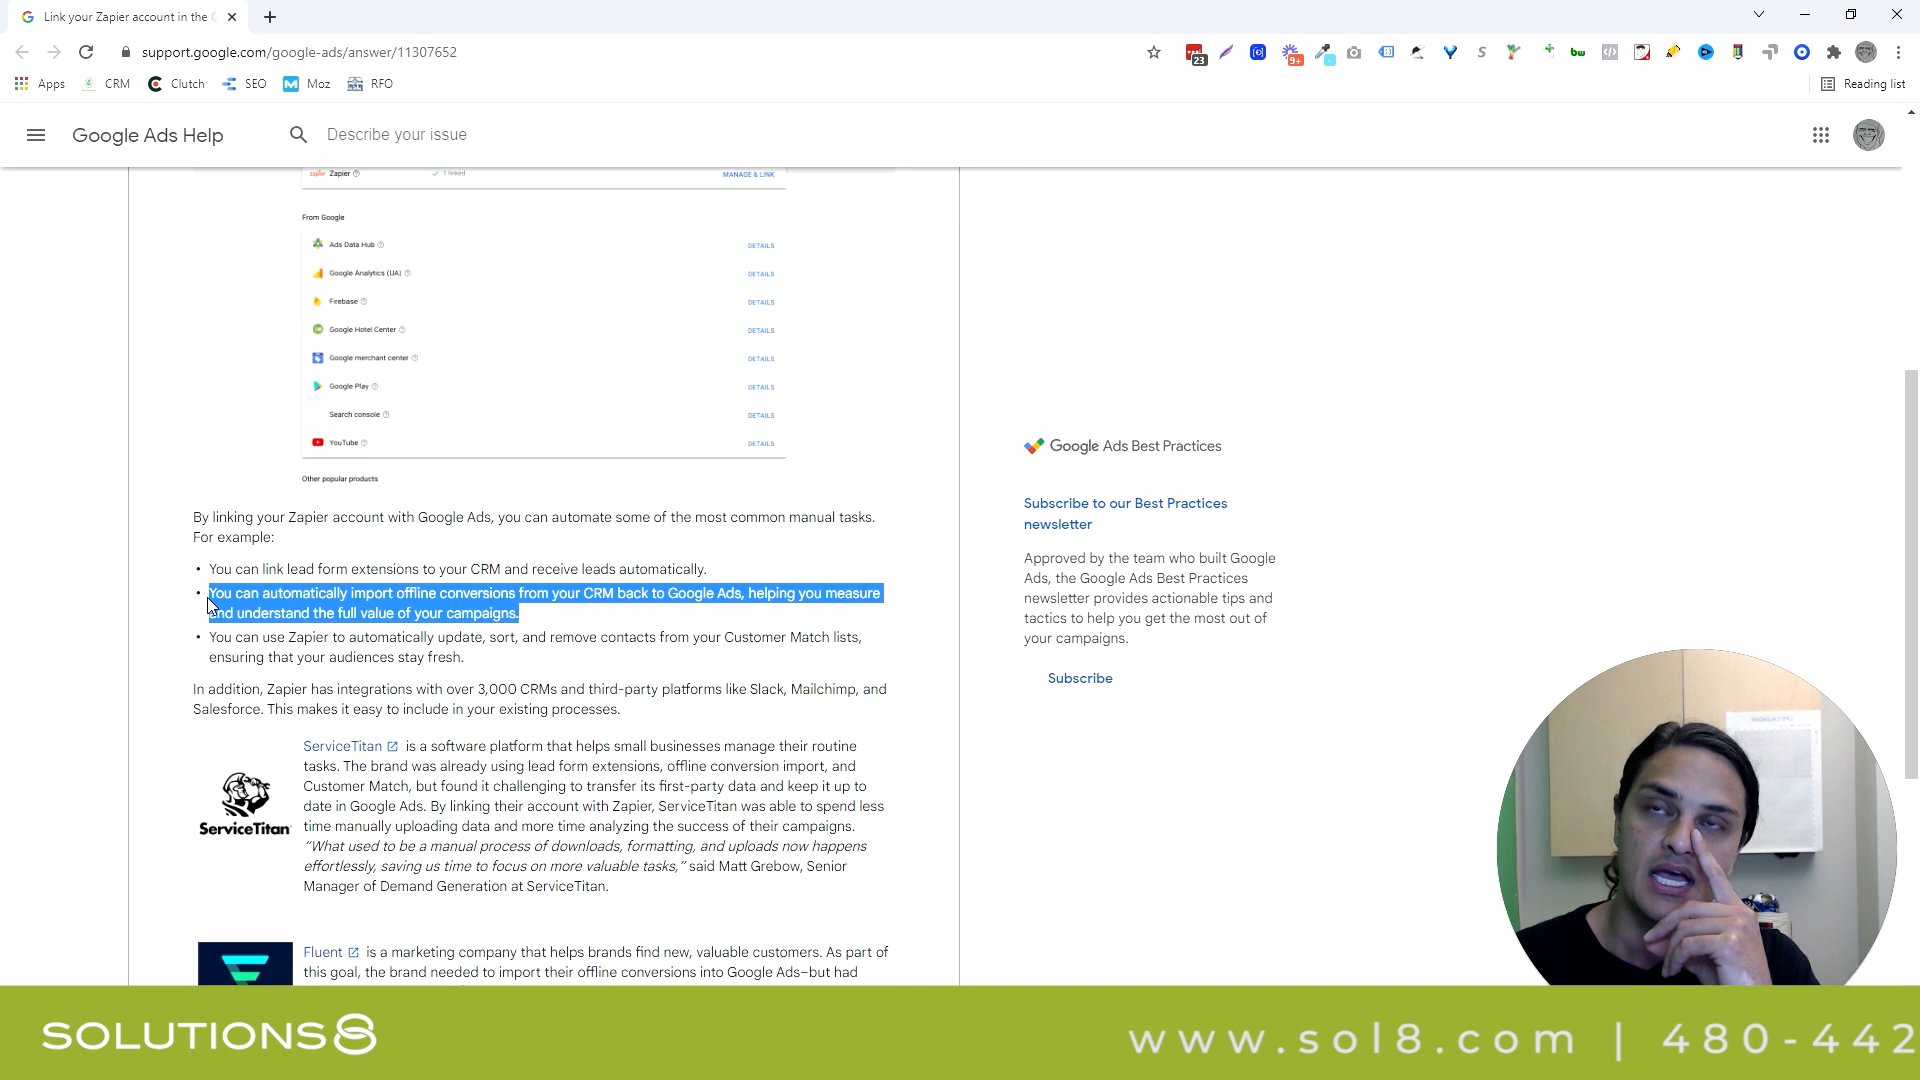 Link your Zapier account in the G
support.google.com/google-ads/answer/11307652
23
9+
S
bw
Apps
CRM
Clutch
SEO
Moz
RFO
Reading list
Google Ads Help
Describe your issue
zapier Zapier
1 linked
MANAGE & LINK
From Google
Ads Data Hub
DETAILS
Google Analytics (UA)
DETAILS
Firebase
DETAILS
Google Hotel Center
DETAILS
Google merchant center
DETAILS
Google Play
DETAILS
Search console
DETAILS
YouTube
DETAILS
Other popular products
By linking your Zapier account with Google Ads, you can automate some of the most common manual tasks.
For example:
• You can link lead form extensions to your CRM and receive leads automatically.
• You can automatically import offline conversions from your CRM back to Google Ads, helping you measure
and understand the full value of your campaigns.
• You can use Zapier to automatically update, sort, and remove contacts from your Customer Match lists,
ensuring that your audiences stay fresh.
In addition, Zapier has integrations with over 3,000 CRMs and third-party platforms like Slack, Mailchimp, and
Salesforce. This makes it easy to include in your existing processes.
ServiceTitan
ServiceTitan is a software platform that helps small businesses manage their routine
tasks. The brand was already using lead form extensions, offline conversion import, and
Customer Match, but found it challenging to transfer its first-party data and keep it up to
date in Google Ads. By linking their account with Zapier, ServiceTitan was able to spend less
time manually uploading data and more time analyzing the success of their campaigns.
“What used to be a manual process of downloads, formatting, and uploads now happens
effortlessly, saving us time to focus on more valuable tasks,” said Matt Grebow, Senior
Manager of Demand Generation at ServiceTitan.
Fluent is a marketing company that helps brands find new, valuable customers. As part of
this goal, the brand needed to import their offline conversions into Google Ads–but had
Google Ads Best Practices
Subscribe to our Best Practices
newsletter
Approved by the team who built Google
Ads, the Google Ads Best Practices
newsletter provides actionable tips and
tactics to help you get the most out of
your campaigns.
Subscribe
SOLUTIONS8
www.sol8.com | 480-442